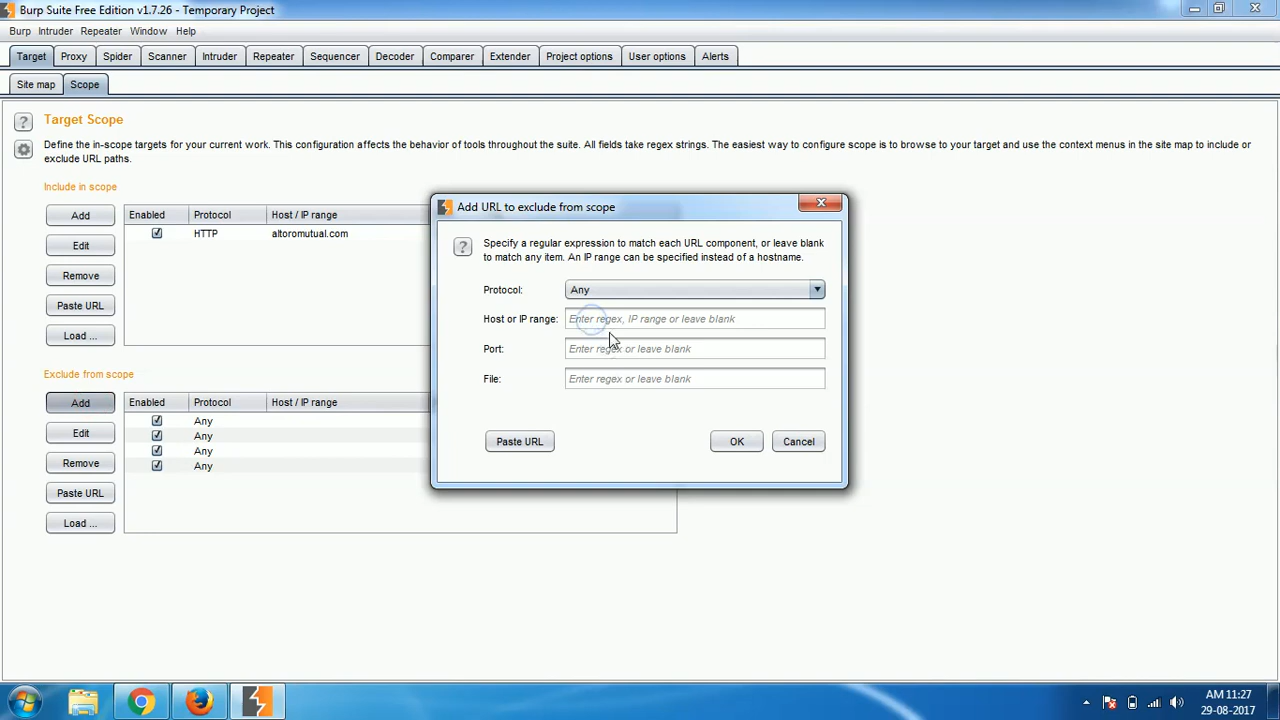 Burp Suite Free Edition v1.7.26 - Temporary Project
Burp Intruder Repeater Window Help
Target Proxy Spider Scanner Intruder Repeater Sequencer Decoder Comparer Extender Project options User options Alerts
Site map Scope
? Target Scope
Define the in-scope targets for your current work. This configuration affects the behavior of tools throughout the suite. All fields take regex strings. The easiest way to configure scope is to browse to your target and use the context menus in the site map to include or
exclude URL paths.
Include in scope
Add Enabled Protocol Host / IP range
HTTP altoromutual.com
Edit
Remove
Paste URL
Load ...
Exclude from scope
Add Enabled Protocol Host / IP range
Any
Edit Any
Any
Remove Any
Paste URL
Load ...
Add URL to exclude from scope
? Specify a regular expression to match each URL component, or leave blank
to match any item. An IP range can be specified instead of a hostname.
Protocol: Any
Host or IP range: Enter regex, IP range or leave blank
Port: Enter regex or leave blank
File: Enter regex or leave blank
Paste URL OK Cancel
AM 11:27
29-08-2017